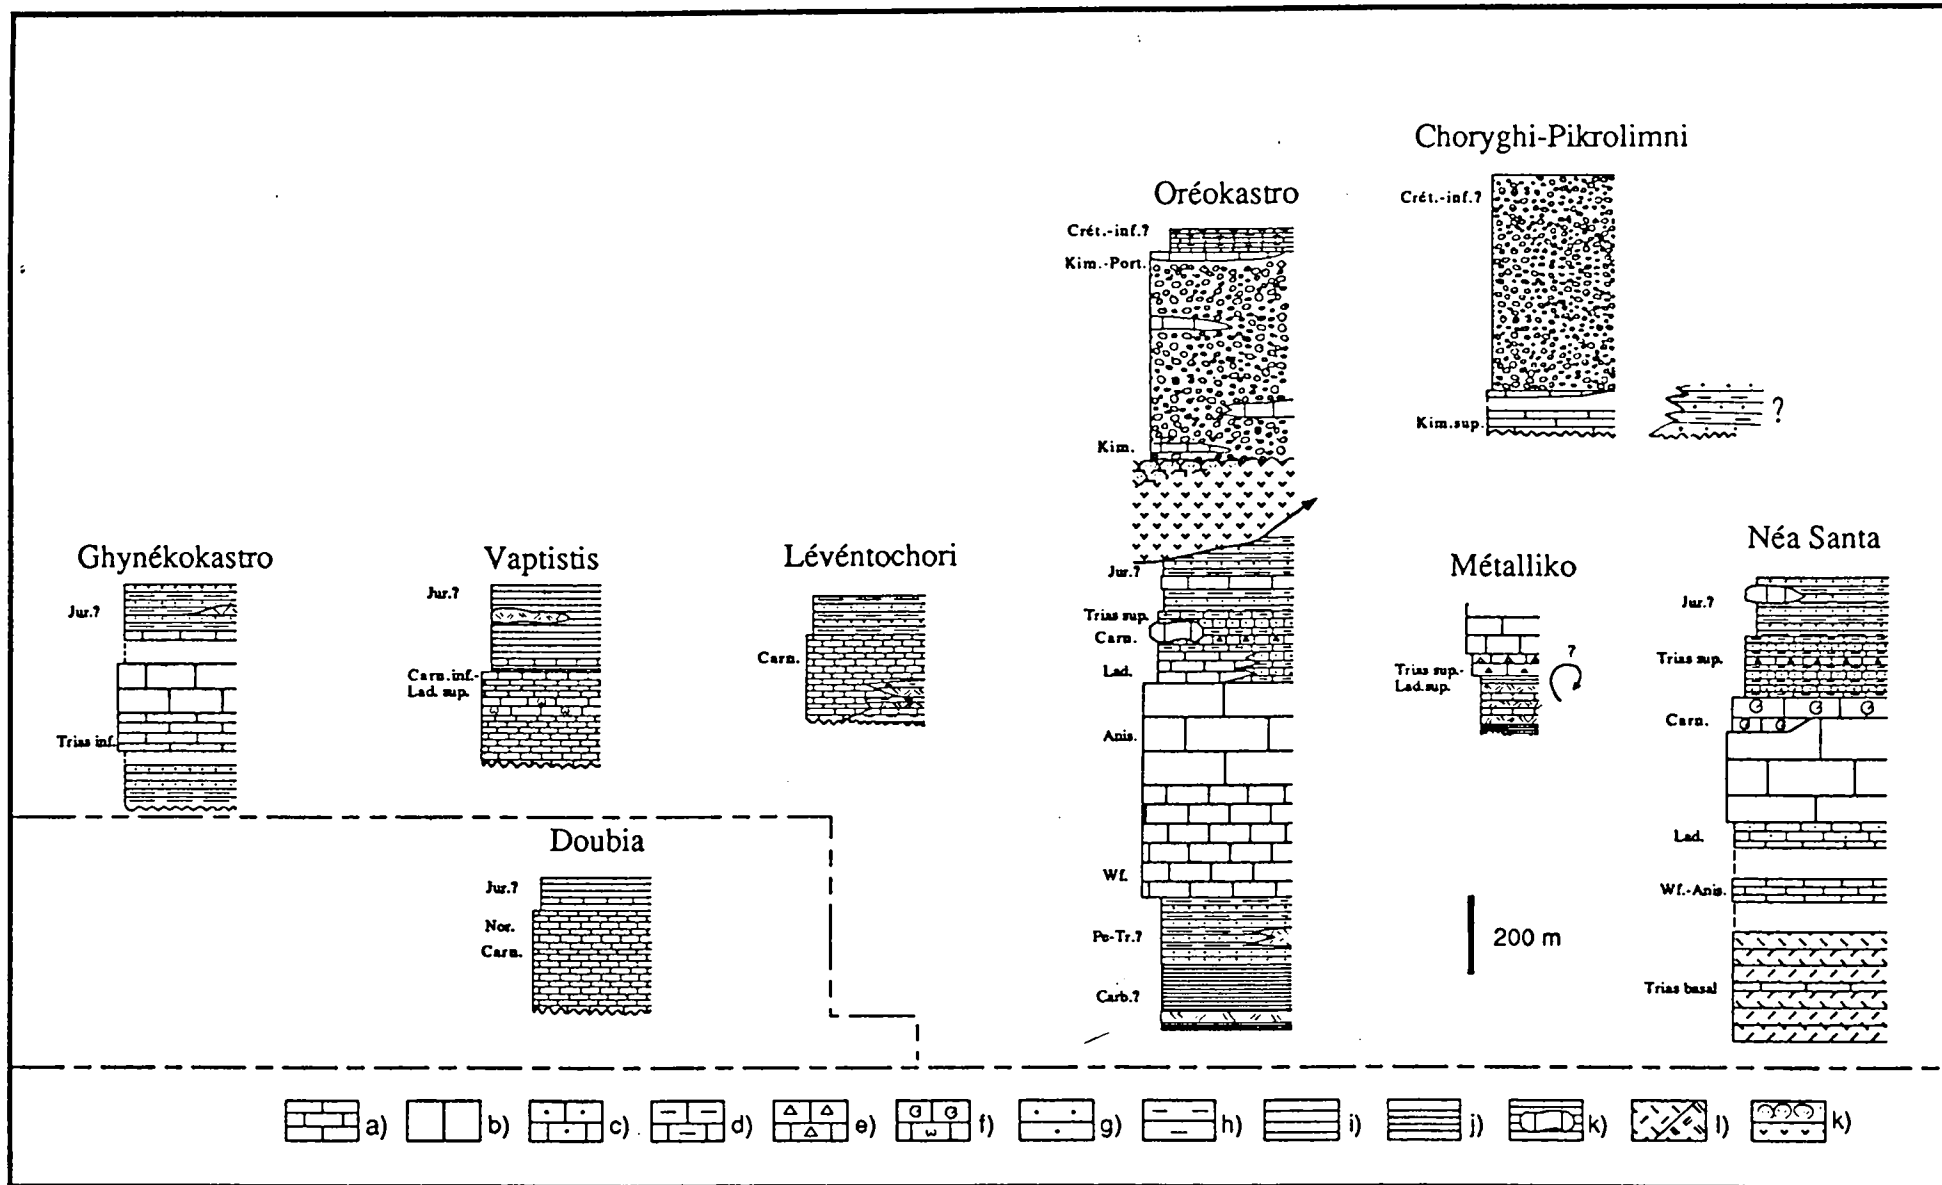 Choryghi-Pikrolimni
Crét.-inf.?
Kim.sup.
?
Oréokastro
Crét.-inf.?
Kim.-Port.
Kim.
Jur.?
Trias sup.
Carn.
Lad.
Anis.
Wf.
Pe-Tr.?
Carb.?
Ghynékokastro
Jur.?
Trias inf.
Vaptistis
Jur.?
Carn.inf.-
Lad. sup.
Lévéntochori
Carn.
Métalliko
Trias sup.-
Lad.sup.
?
Néa Santa
Jur.?
Trias sup.
Carn.
Lad.
Wf.-Anis.
Trias basal
Doubia
Jur.?
Nor.
Carn.
200 m
a) b) c) d) e) f) g) h) i) j) k) l) k)